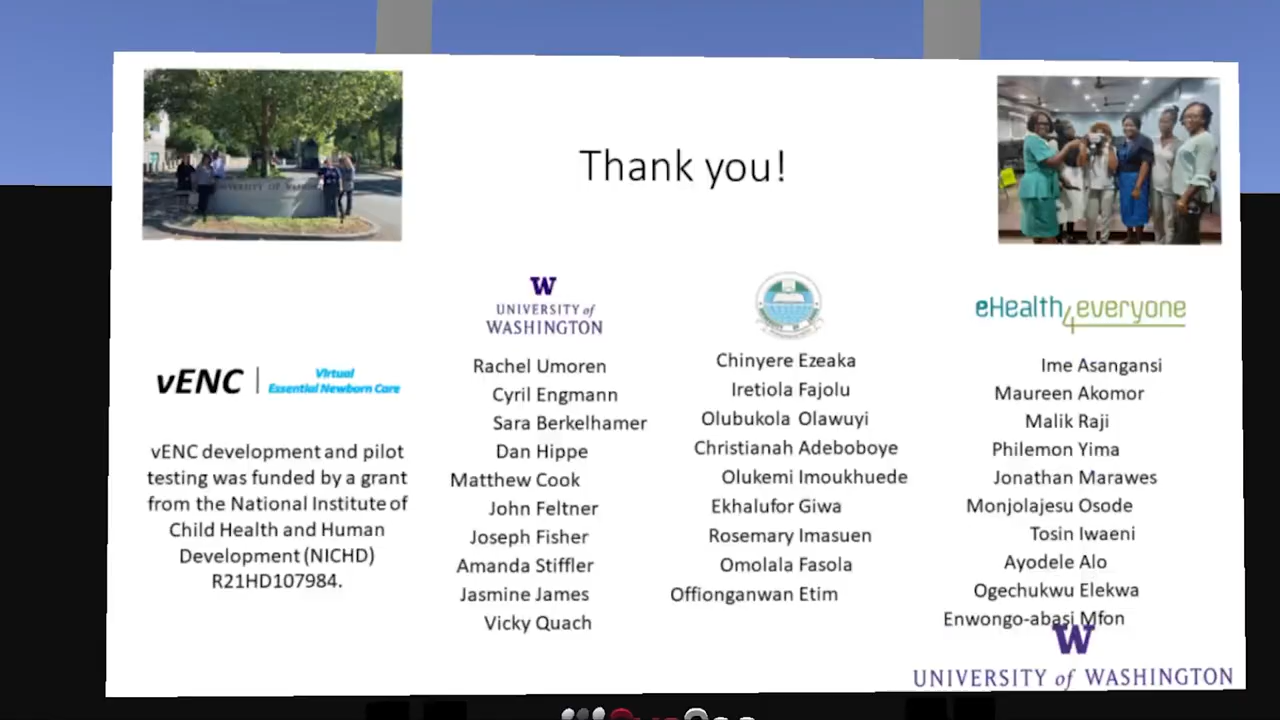 UNIVERSITY OF WASHINGTON
Thank you!
vENC
Virtual
Essential Newborn Care
vENC development and pilot
testing was funded by a grant
from the National Institute of
Child Health and Human
Development (NICHD)
R21HD107984.
W
UNIVERSITY of
WASHINGTON
Rachel Umoren
Cyril Engmann
Sara Berkelhamer
Dan Hippe
Matthew Cook
John Feltner
Joseph Fisher
Amanda Stiffler
Jasmine James
Vicky Quach
Chinyere Ezeaka
Iretiola Fajolu
Olubukola Olawuyi
Christianah Adeboboye
Olukemi Imoukhuede
Ekhalufor Giwa
Rosemary Imasuen
Omolala Fasola
Offionganwan Etim
eHealth4everyone
Ime Asangansi
Maureen Akomor
Malik Raji
Philemon Yima
Jonathan Marawes
Monjolajesu Osode
Tosin Iwaeni
Ayodele Alo
Ogechukwu Elekwa
Enwongo-abasi Mfon
W
UNIVERSITY of WASHINGTON